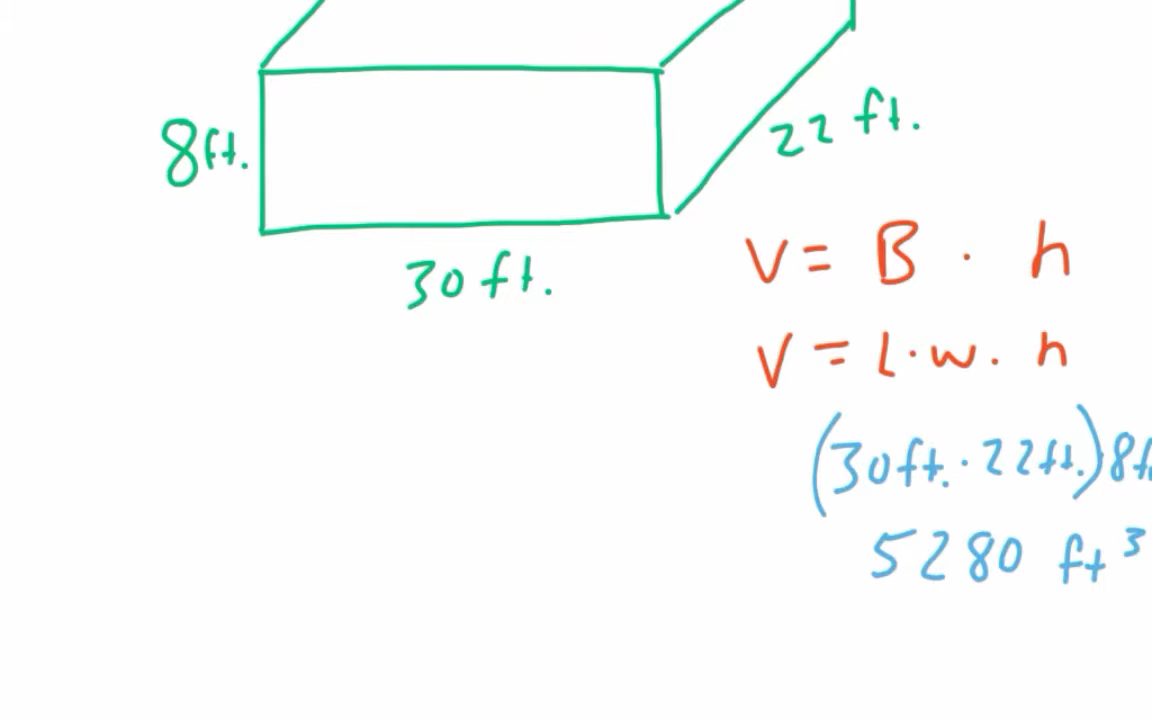 8ft.
22 ft.
30 ft.
V = B · h
V = l · w · h
(30ft. · 22ft.) 8ft
5280 ft³